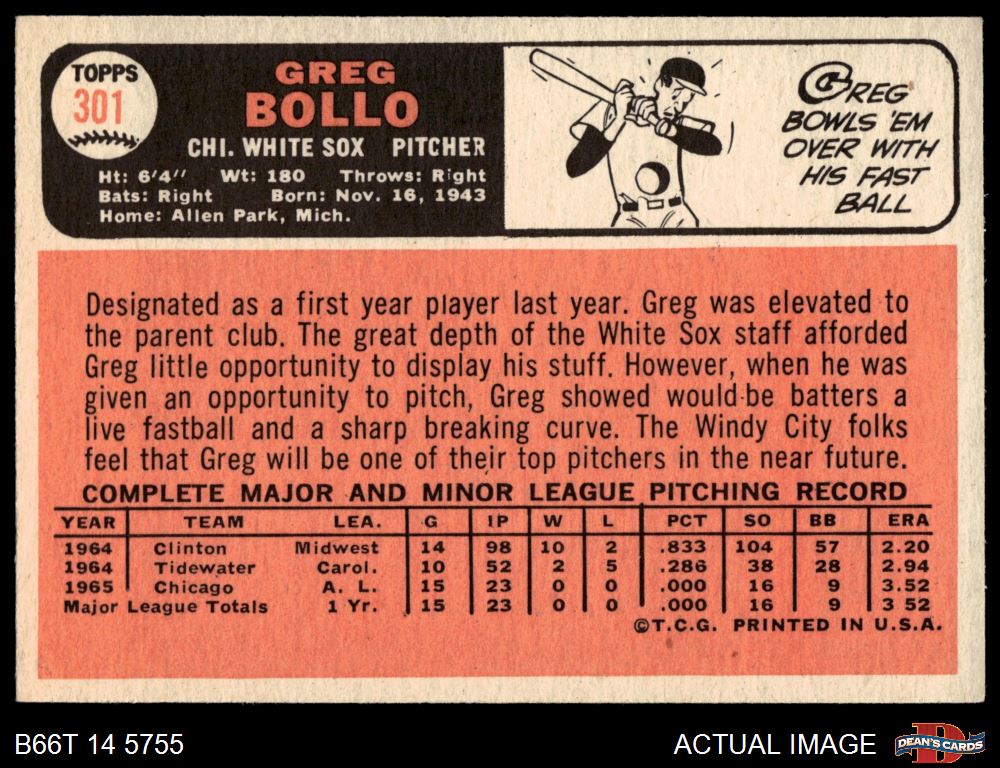 TOPPS
301
GREG
BOLLO
CHI. WHITE SOX PITCHER
Ht: 6'4" Wt: 180 Throws: Right
Bats: Right Born: Nov. 16, 1943
Home: Allen Park, Mich.
GREG
BOWLS 'EM
OVER WITH
HIS FAST
BALL
Designated as a first year player last year. Greg was elevated to
the parent club. The great depth of the White Sox staff afforded
Greg little opportunity to display his stuff. However, when he was
given an opportunity to pitch, Greg showed would-be batters a
live fastball and a sharp breaking curve. The Windy City folks
feel that Greg will be one of their top pitchers in the near future.
COMPLETE MAJOR AND MINOR LEAGUE PITCHING RECORD
YEAR TEAM LEA. G IP W L PCT SO BB ERA
1964 Clinton Midwest 14 98 10 2 .833 104 57 2.20
1964 Tidewater Carol. 10 52 2 5 .286 38 28 2.94
1965 Chicago A. L. 15 23 0 0 .000 16 9 3.52
Major League Totals 1 Yr. 15 23 0 0 .000 16 9 3 52
©T.C.G. PRINTED IN U.S.A.
B66T 14 5755
ACTUAL IMAGE
D
DEAN'S CARDS